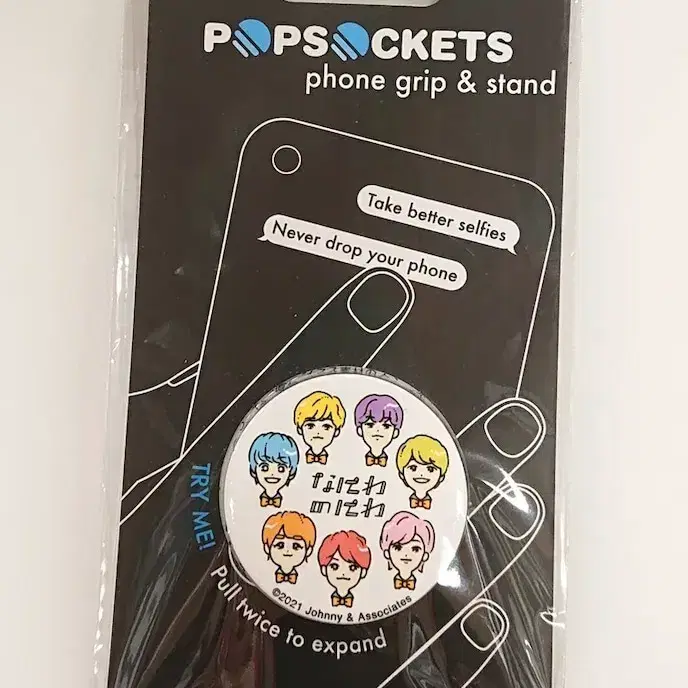 POPSOCKETS
phone grip & stand
Take better selfies
Never drop your phone
TRY ME!
なにわ
のにわ
©2021 Johnny & Associates
Pull twice to expand